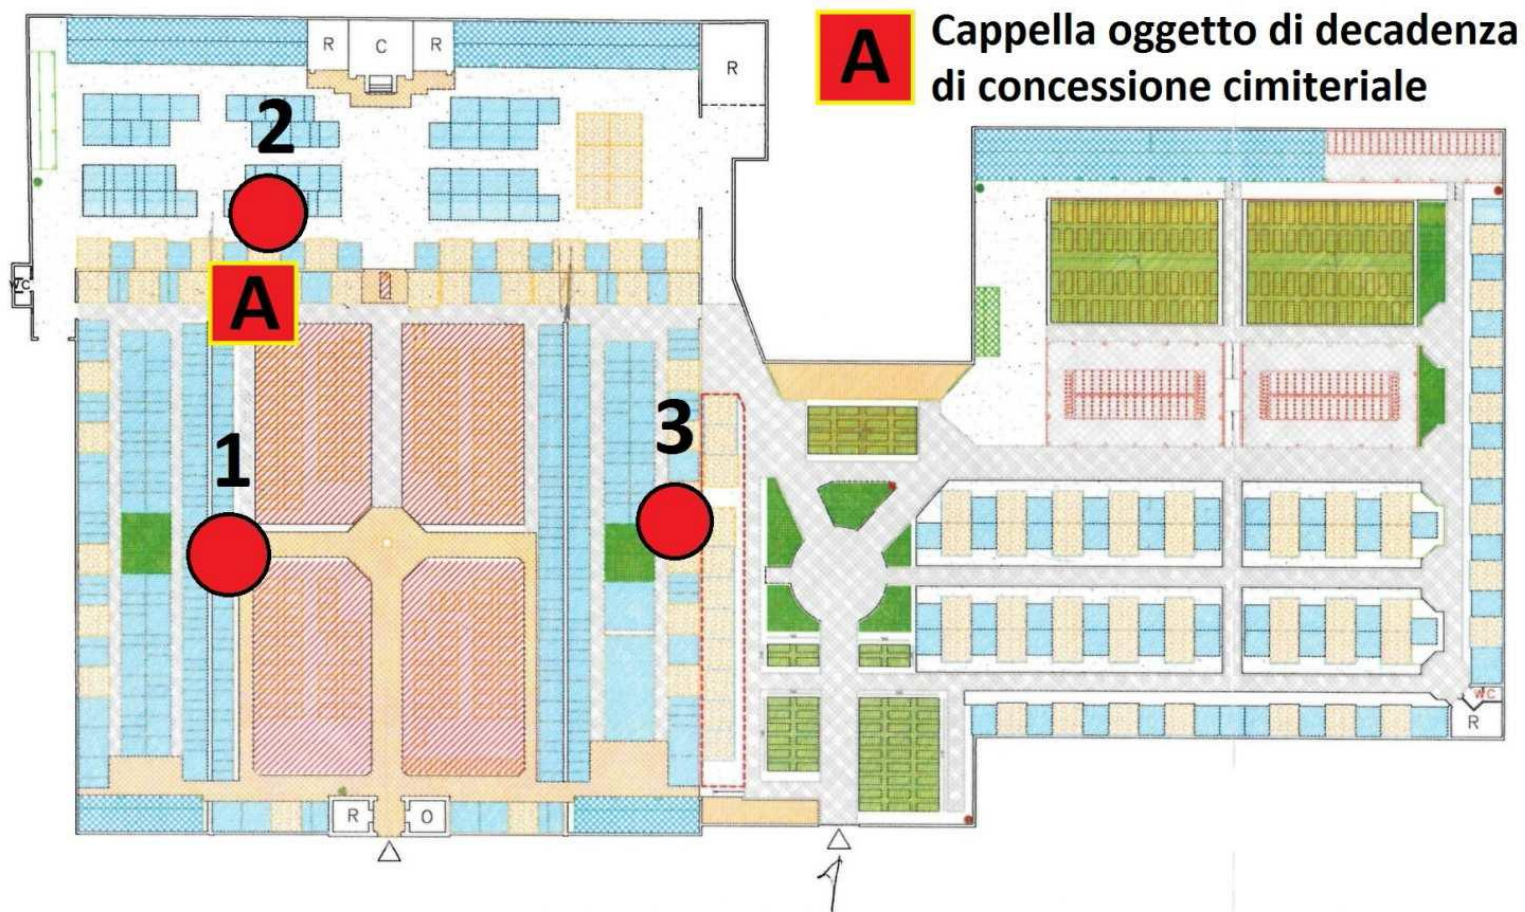 A
Cappella oggetto di decadenza
di concessione cimiteriale
R
C
R
R
2
WC
A
3
1
WC
R
R
O